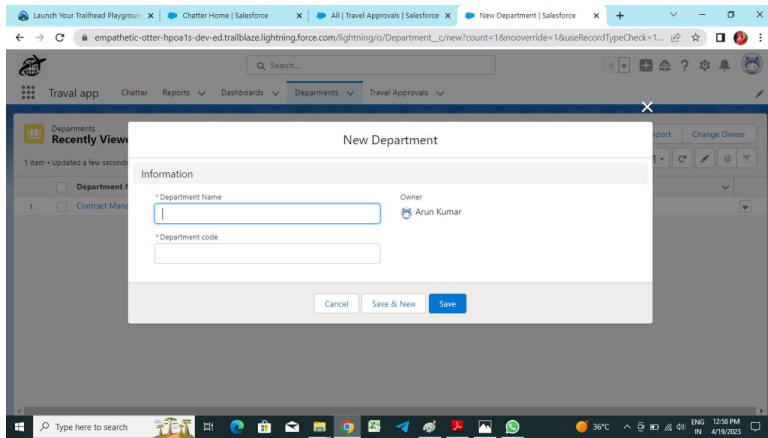 Launch Your Trailhead Playgroun
Chatter Home | Salesforce
All | Travel Approvals | Salesforce
New Department | Salesforce
empathetic-otter-hpoa1s-dev-ed.trailblaze.lightning.force.com/lightning/o/Department__c/new?count=1&nooverride=1&useRecordTypeCheck=1...
Search...
Traval app Chatter Reports Dashboards Deparments Travel Approvals
Deparments
Recently Viewe
port Change Owner
1 item • Updated a few second
Department N
1 Contract Mana
New Department
Information
*Department Name
Owner
Arun Kumar
*Department code
Cancel Save & New Save
Type here to search
36°C
ENG 12:58 PM
IN 4/19/2023